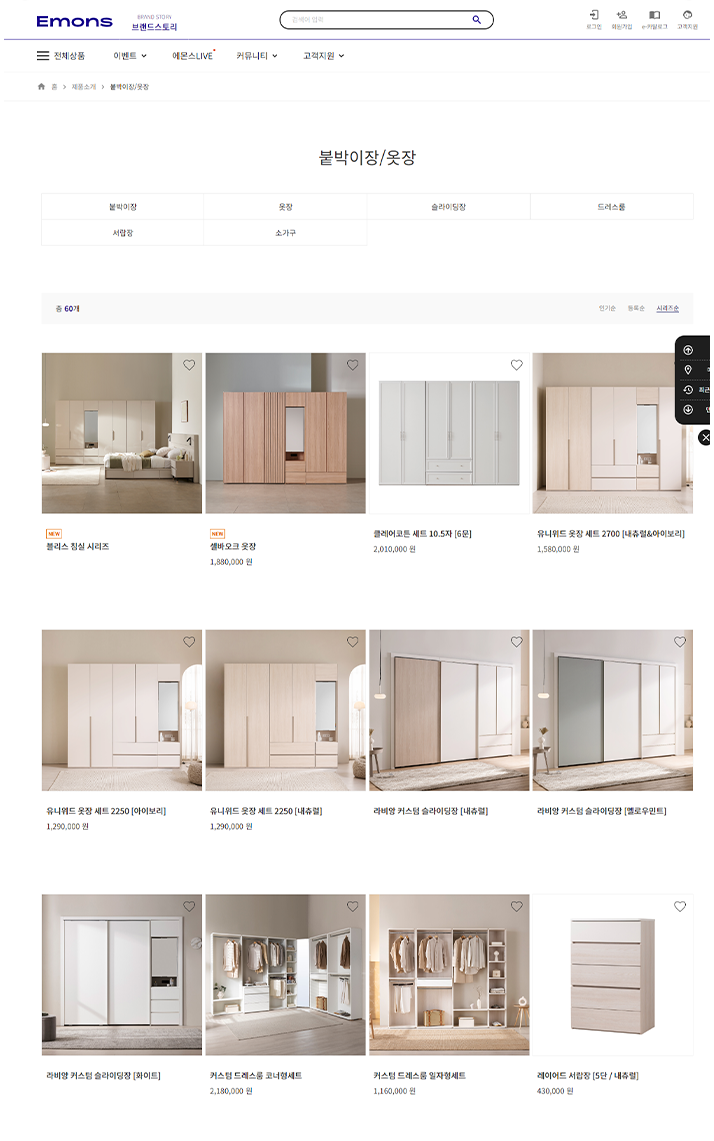 Emons
BRAND STORY
브랜드스토리
검색어 입력
로그인
회원가입
e-카탈로그
고객지원
전체상품
이벤트
에몬스LIVE
커뮤니티
고객지원
홈 > 제품소개 > 붙박이장/옷장
붙박이장/옷장
붙박이장
옷장
슬라이딩장
드레스룸
서랍장
소가구
총 60개
인기순
등록순
시리즈순
최근
NEW
블리스 침실 시리즈
NEW
셀바오크 옷장
1,880,000 원
클레어코튼 세트 10.5자 [6문]
2,010,000 원
유니위드 옷장 세트 2700 [내츄럴&아이보리]
1,580,000 원
유니위드 옷장 세트 2250 [아이보리]
1,290,000 원
유니위드 옷장 세트 2250 [내츄럴]
1,290,000 원
라비앙 커스텀 슬라이딩장 [내츄럴]
라비앙 커스텀 슬라이딩장 [멜로우민트]
라비앙 커스텀 슬라이딩장 [화이트]
커스텀 드레스룸 코너형세트
2,180,000 원
커스텀 드레스룸 일자형세트
1,160,000 원
레이어드 서랍장 [5단 / 내츄럴]
430,000 원